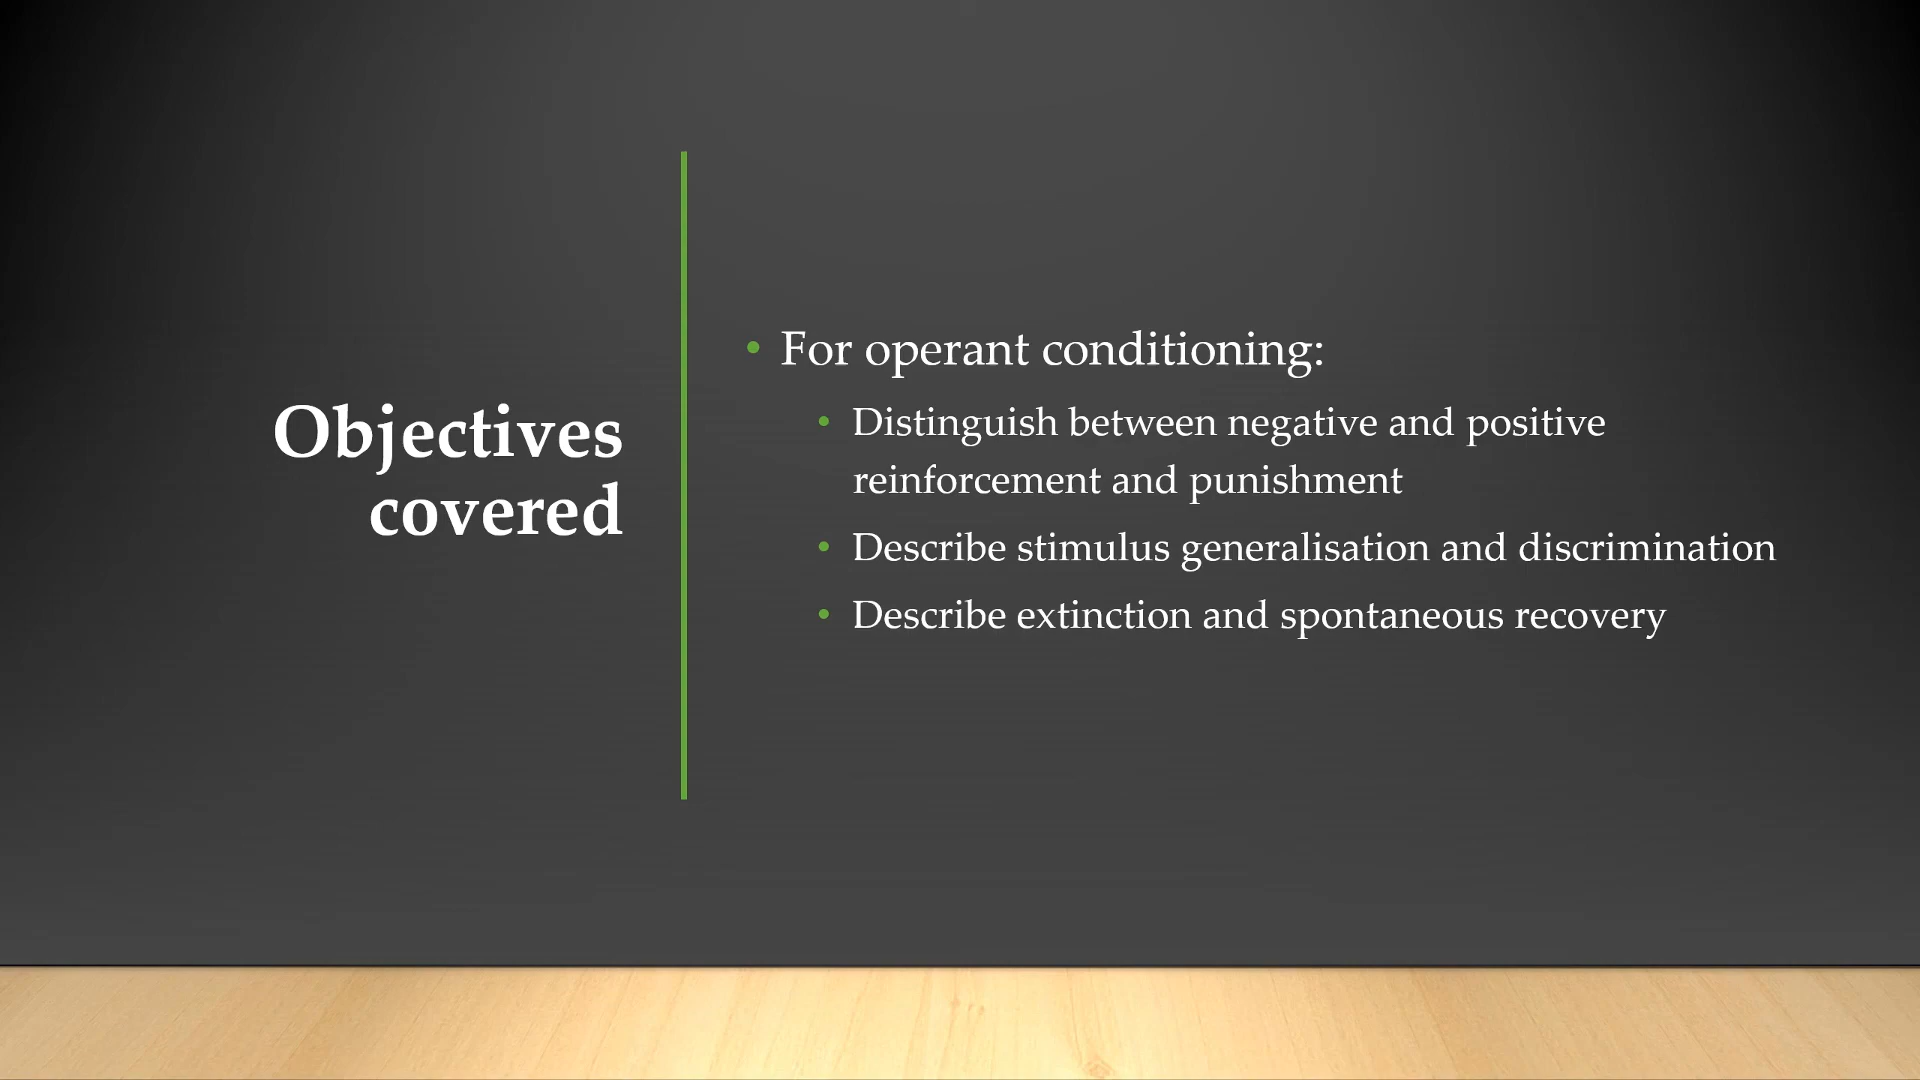 Objectives
covered
• For operant conditioning:
• Distinguish between negative and positive
reinforcement and punishment
• Describe stimulus generalisation and discrimination
• Describe extinction and spontaneous recovery